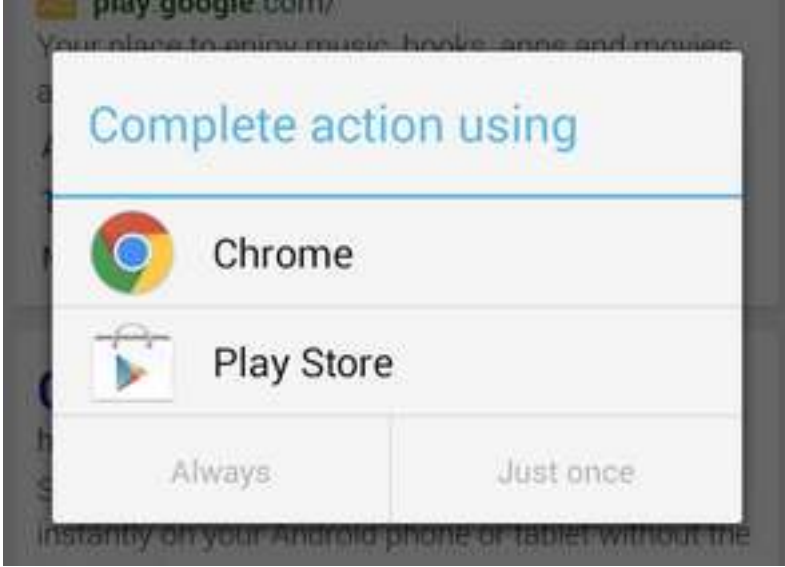 play.google.com/
Your place to enjoy music, books, apps and movies
Complete action using
Chrome
Play Store
Always
Just once
instantly on your Android phone or tablet without the